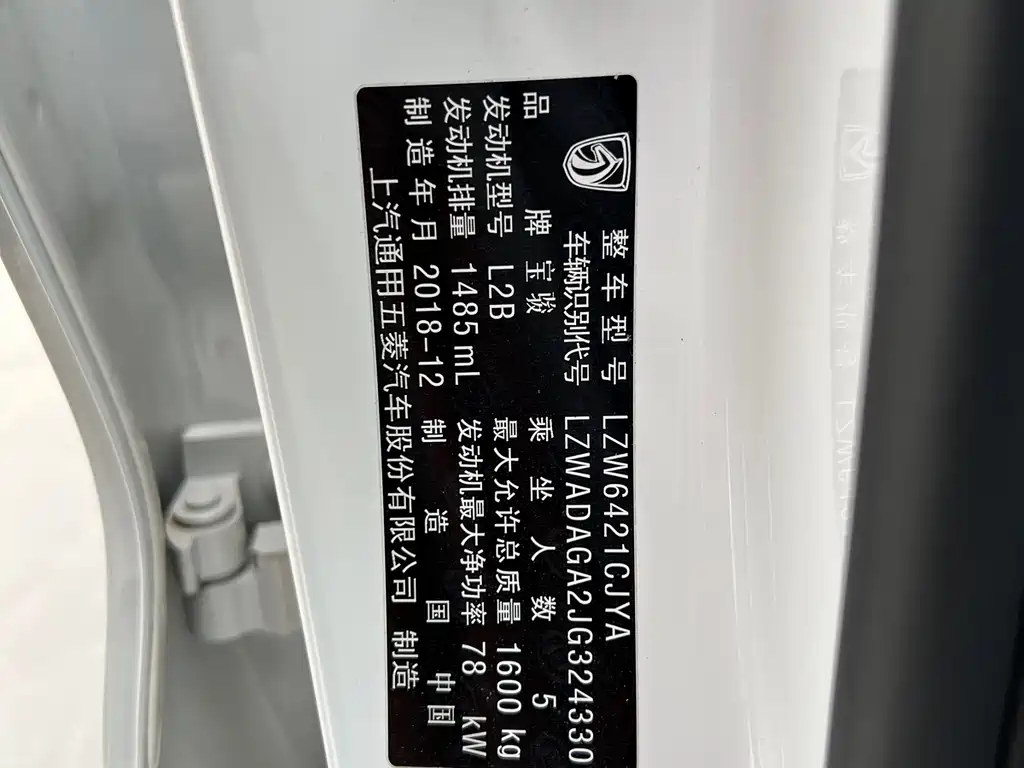 整车型号 LZW6421CJYA
车辆识别代号 LZWADAGA2JG324330
品牌 宝骏 乘坐人数 5
发动机型号 L2B 最大允许总质量 1600 kg
发动机排量 1485 mL 发动机最大净功率 78 kW
制造年月 2018-12 制造国 中国
上汽通用五菱汽车股份有限公司 制造